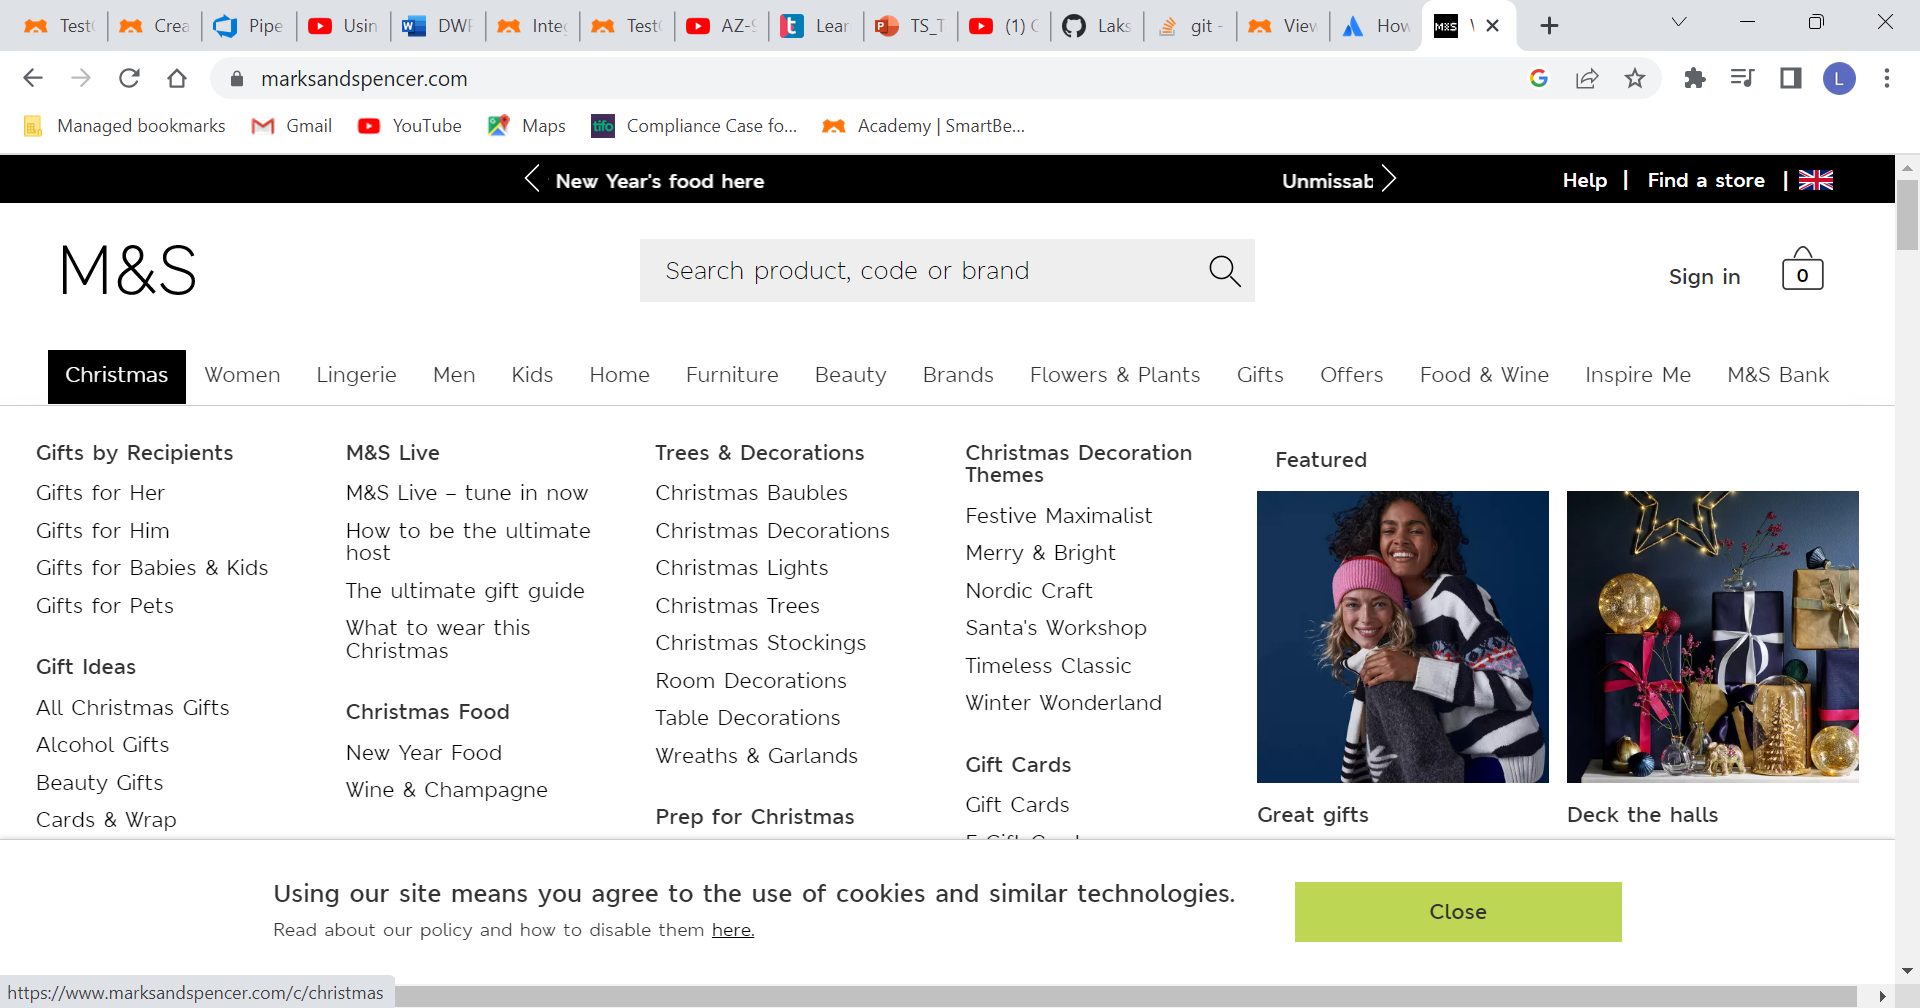 Test
Crea
Pipe
Usin
DWF
Integ
Test
AZ-
Lear
TS_T
(1)
Laks
git -
View
How
marksandspencer.com
L
Managed bookmarks
Gmail
YouTube
Maps
tifo
Compliance Case fo...
Academy | SmartBe...
New Year's food here
Unmissab
Help | Find a store |
M&S
Search product, code or brand
Sign in
0
Christmas Women Lingerie Men Kids Home Furniture Beauty Brands Flowers & Plants Gifts Offers Food & Wine Inspire Me M&S Bank
Gifts by Recipients
Gifts for Her
Gifts for Him
Gifts for Babies & Kids
Gifts for Pets
Gift Ideas
All Christmas Gifts
Alcohol Gifts
Beauty Gifts
Cards & Wrap
M&S Live
M&S Live – tune in now
How to be the ultimate
host
The ultimate gift guide
What to wear this
Christmas
Christmas Food
New Year Food
Wine & Champagne
Trees & Decorations
Christmas Baubles
Christmas Decorations
Christmas Lights
Christmas Trees
Christmas Stockings
Room Decorations
Table Decorations
Wreaths & Garlands
Prep for Christmas
Christmas Decoration
Themes
Festive Maximalist
Merry & Bright
Nordic Craft
Santa's Workshop
Timeless Classic
Winter Wonderland
Gift Cards
Gift Cards
Featured
Great gifts
Deck the halls
Using our site means you agree to the use of cookies and similar technologies.
Read about our policy and how to disable them here.
Close
https://www.marksandspencer.com/c/christmas